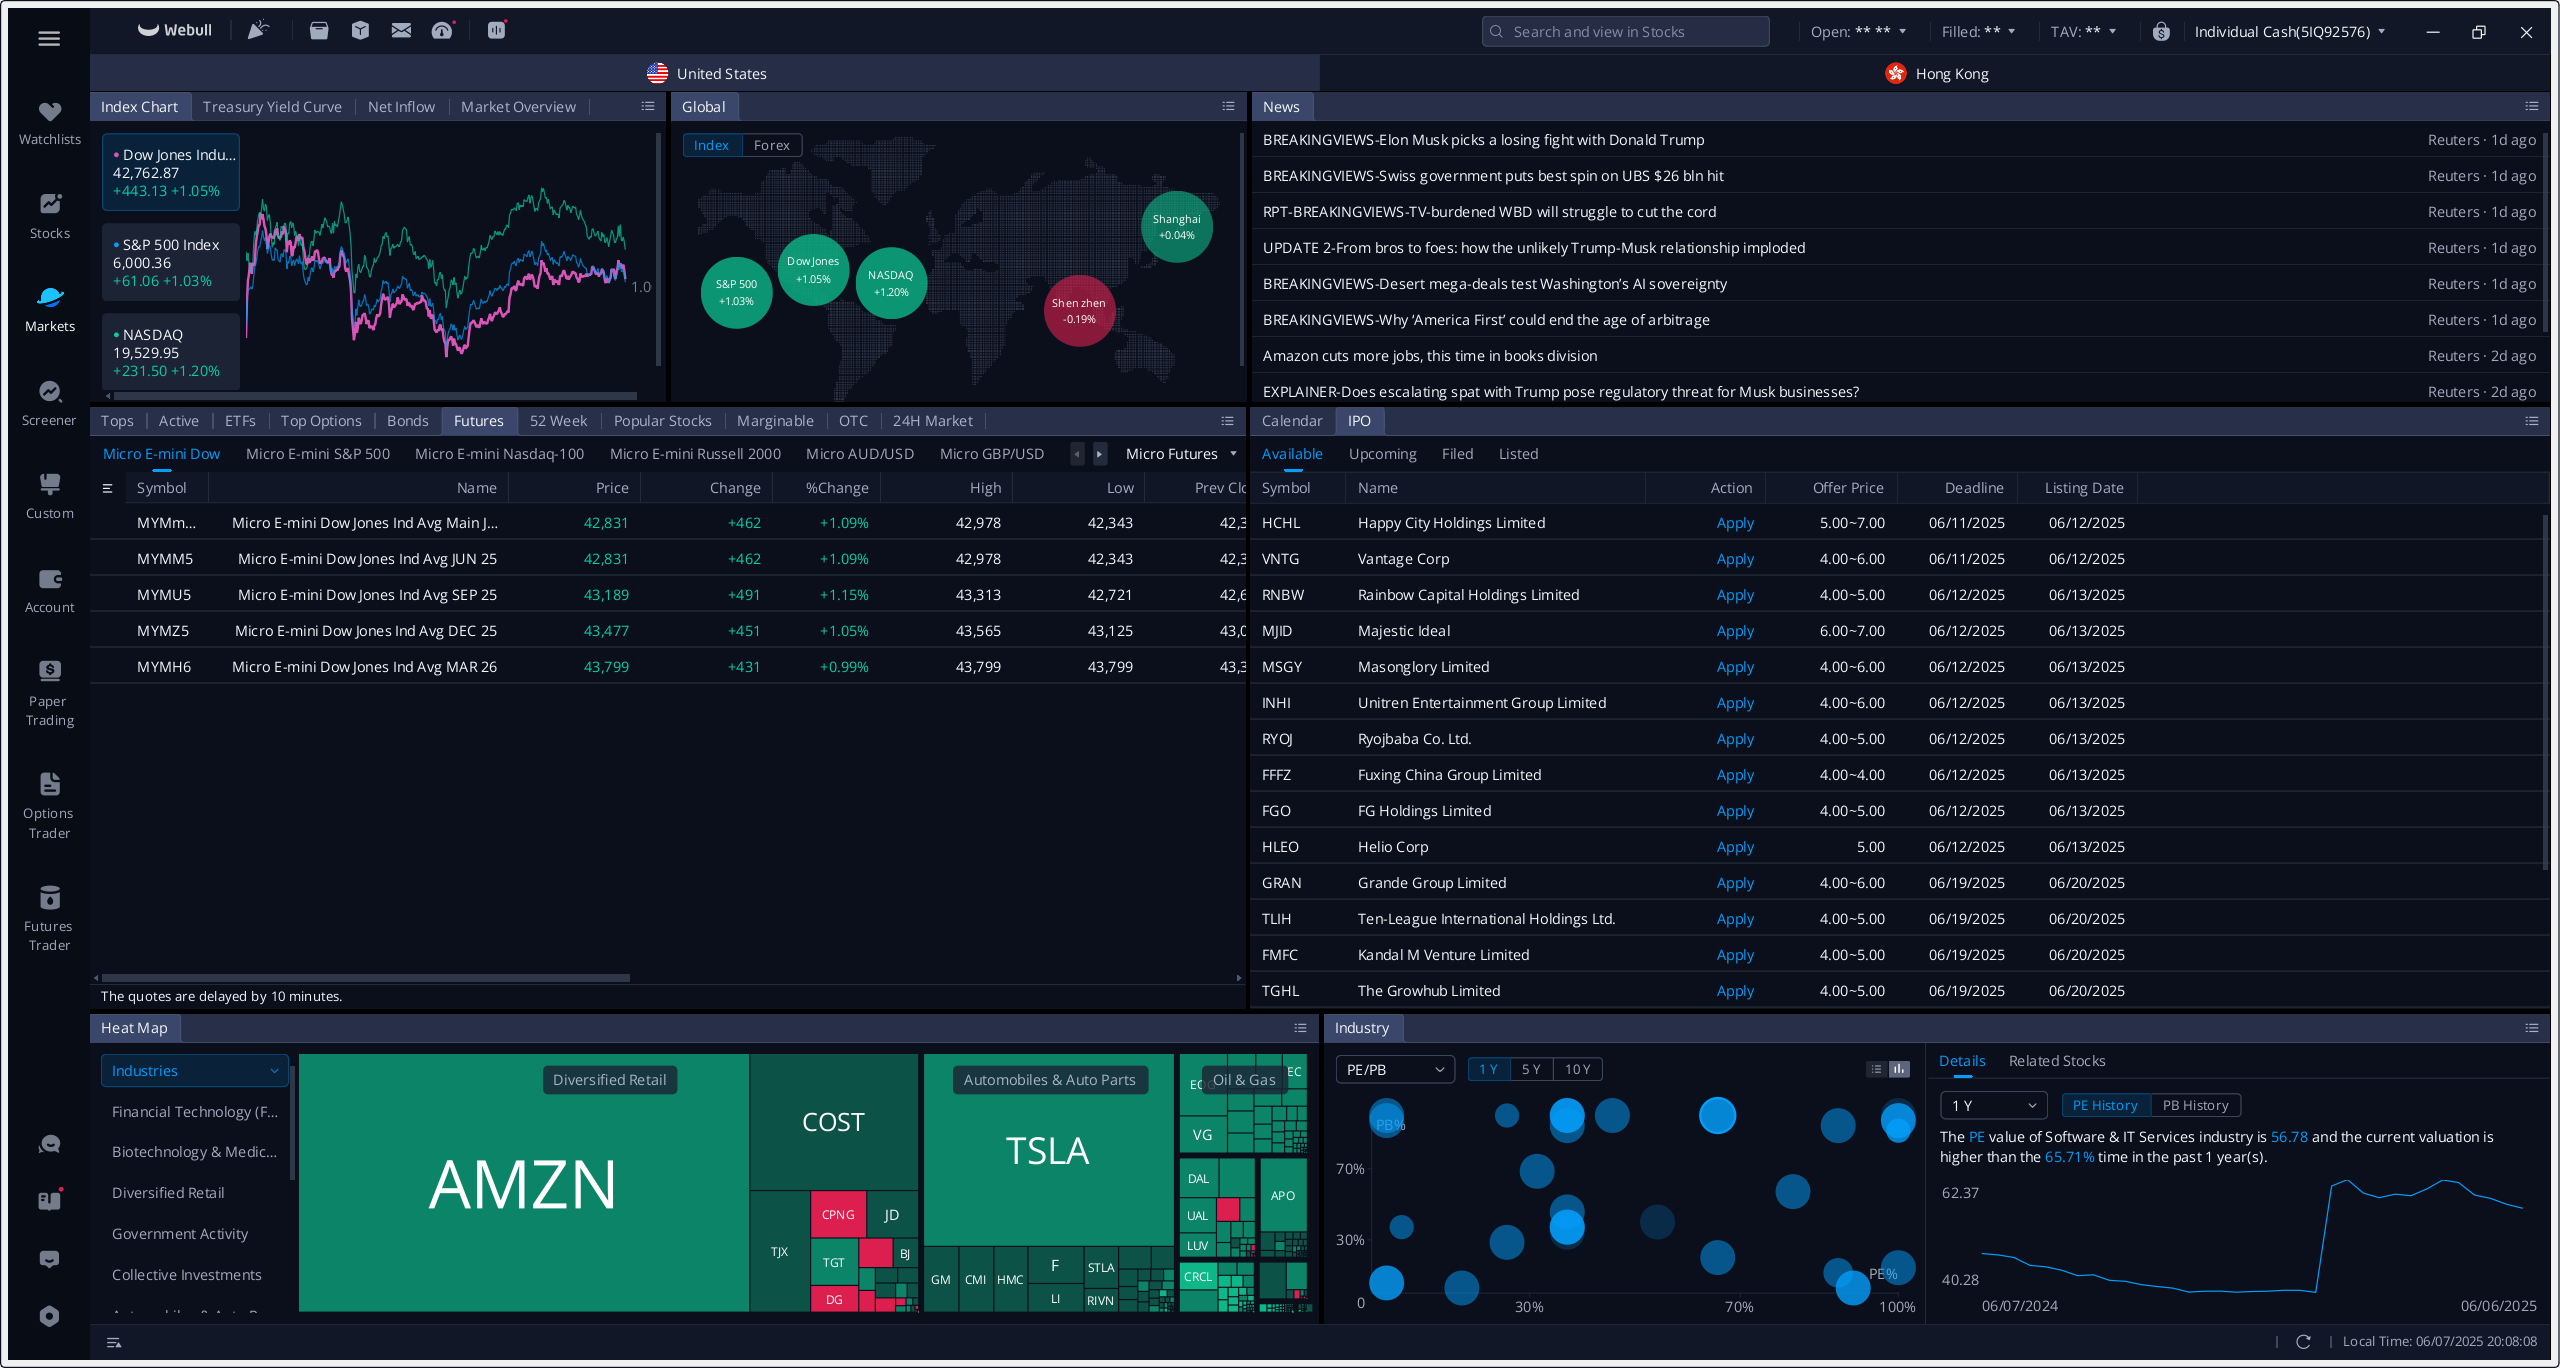 Webull
Search and view in Stocks
Open: ** **
Filled: **
TAV: **
Individual Cash(5IQ92576)
United States
Hong Kong
Watchlists
Stocks
Markets
Screener
Custom
Account
Paper
Trading
Options
Trader
Futures
Trader
Index Chart Treasury Yield Curve Net Inflow Market Overview
Dow Jones Indu...
42,762.87
+443.13 +1.05%
S&P 500 Index
6,000.36
+61.06 +1.03%
NASDAQ
19,529.95
+231.50 +1.20%
1.0
Global
Index Forex
S&P 500
+1.03%
Dow Jones
+1.05%
NASDAQ
+1.20%
Shanghai
+0.04%
Shen zhen
-0.19%
News
BREAKINGVIEWS-Elon Musk picks a losing fight with Donald Trump Reuters · 1d ago
BREAKINGVIEWS-Swiss government puts best spin on UBS $26 bln hit Reuters · 1d ago
RPT-BREAKINGVIEWS-TV-burdened WBD will struggle to cut the cord Reuters · 1d ago
UPDATE 2-From bros to foes: how the unlikely Trump-Musk relationship imploded Reuters · 1d ago
BREAKINGVIEWS-Desert mega-deals test Washington's AI sovereignty Reuters · 1d ago
BREAKINGVIEWS-Why ‘America First’ could end the age of arbitrage Reuters · 1d ago
Amazon cuts more jobs, this time in books division Reuters · 2d ago
EXPLAINER-Does escalating spat with Trump pose regulatory threat for Musk businesses? Reuters · 2d ago
Tops Active ETFs Top Options Bonds Futures 52 Week Popular Stocks Marginable OTC 24H Market
Micro E-mini Dow Micro E-mini S&P 500 Micro E-mini Nasdaq-100 Micro E-mini Russell 2000 Micro AUD/USD Micro GBP/USD Micro Futures
Symbol Name Price Change %Change High Low Prev Clo
MYMm... Micro E-mini Dow Jones Ind Avg Main J... 42,831 +462 +1.09% 42,978 42,343 42,3
MYMM5 Micro E-mini Dow Jones Ind Avg JUN 25 42,831 +462 +1.09% 42,978 42,343 42,3
MYMU5 Micro E-mini Dow Jones Ind Avg SEP 25 43,189 +491 +1.15% 43,313 42,721 42,6
MYMZ5 Micro E-mini Dow Jones Ind Avg DEC 25 43,477 +451 +1.05% 43,565 43,125 43,0
MYMH6 Micro E-mini Dow Jones Ind Avg MAR 26 43,799 +431 +0.99% 43,799 43,799 43,3
The quotes are delayed by 10 minutes.
Calendar IPO
Available Upcoming Filed Listed
Symbol Name Action Offer Price Deadline Listing Date
HCHL Happy City Holdings Limited Apply 5.00~7.00 06/11/2025 06/12/2025
VNTG Vantage Corp Apply 4.00~6.00 06/11/2025 06/12/2025
RNBW Rainbow Capital Holdings Limited Apply 4.00~5.00 06/12/2025 06/13/2025
MJID Majestic Ideal Apply 6.00~7.00 06/12/2025 06/13/2025
MSGY Masonglory Limited Apply 4.00~6.00 06/12/2025 06/13/2025
INHI Unitren Entertainment Group Limited Apply 4.00~6.00 06/12/2025 06/13/2025
RYOJ Ryojbaba Co. Ltd. Apply 4.00~5.00 06/12/2025 06/13/2025
FFFZ Fuxing China Group Limited Apply 4.00~4.00 06/12/2025 06/13/2025
FGO FG Holdings Limited Apply 4.00~5.00 06/12/2025 06/13/2025
HLEO Helio Corp Apply 5.00 06/12/2025 06/13/2025
GRAN Grande Group Limited Apply 4.00~6.00 06/19/2025 06/20/2025
TLIH Ten-League International Holdings Ltd. Apply 4.00~5.00 06/19/2025 06/20/2025
FMFC Kandal M Venture Limited Apply 4.00~5.00 06/19/2025 06/20/2025
TGHL The Growhub Limited Apply 4.00~5.00 06/19/2025 06/20/2025
Heat Map
Industries
Financial Technology (F...
Biotechnology & Medic...
Diversified Retail
Government Activity
Collective Investments
Diversified Retail
AMZN
COST
TJX
CPNG
JD
TGT
BJ
DG
Automobiles & Auto Parts
TSLA
GM
CMI
HMC
F
LI
STLA
RIVN
Oil & Gas
EC
VG
DAL
UAL
LUV
APO
CRCL
Industry
PE/PB
1 Y 5 Y 10 Y
PB%
70%
30%
0
30%
70%
100%
PE%
Details Related Stocks
1 Y
PE History PB History
The PE value of Software & IT Services industry is 56.78 and the current valuation is
higher than the 65.71% time in the past 1 year(s).
62.37
40.28
06/07/2024
06/06/2025
Local Time: 06/07/2025 20:08:08